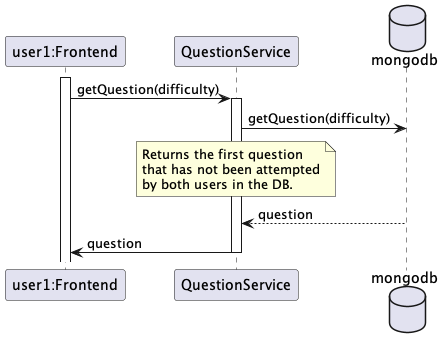 mongodb
user1:Frontend
QuestionService
getQuestion(difficulty)
getQuestion(difficulty)
Returns the first question
that has not been attempted
by both users in the DB.
question
question
user1:Frontend
QuestionService
mongodb